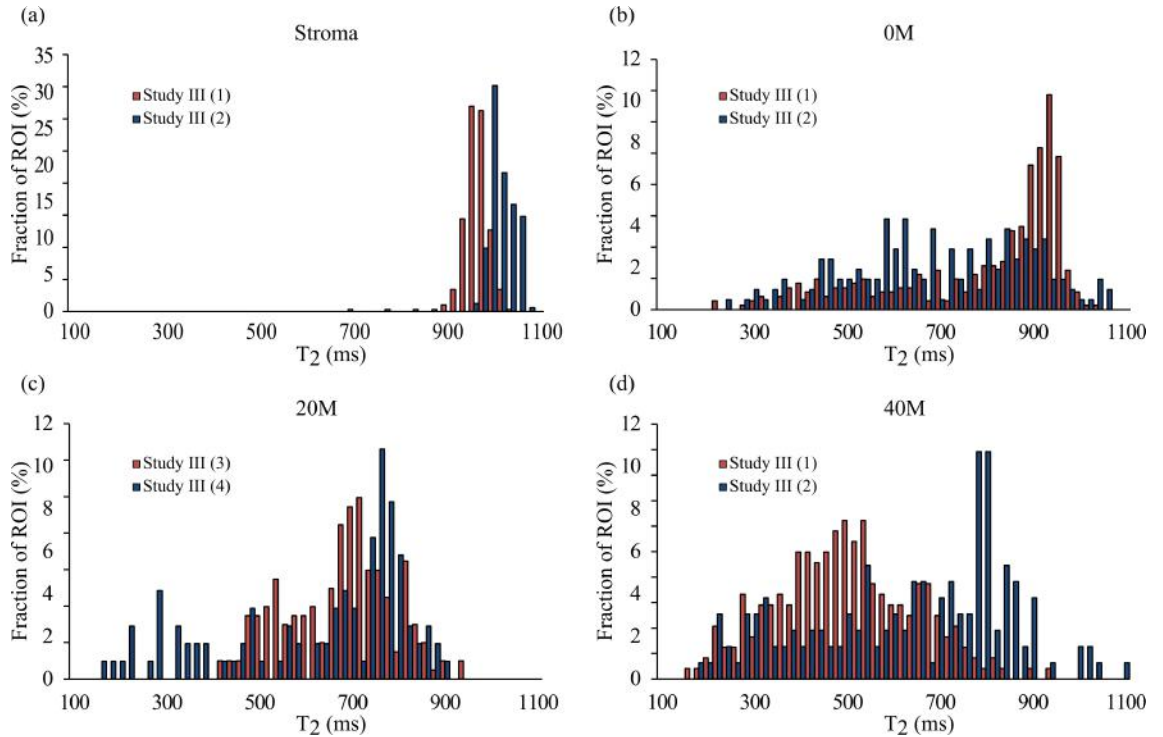 (a)
Stroma
Fraction of ROI (%)
35
30
25
20
15
10
5
0
Study III (1)
Study III (2)
100 300 500 700 900 1100
T2 (ms)
(b)
0M
Fraction of ROI (%)
12
10
8
6
4
2
0
Study III (1)
Study III (2)
100 300 500 700 900 1100
T2 (ms)
(c)
20M
Fraction of ROI (%)
12
10
8
6
4
2
0
Study III (3)
Study III (4)
100 300 500 700 900 1100
T2 (ms)
(d)
40M
Fraction of ROI (%)
12
10
8
6
4
2
0
Study III (1)
Study III (2)
100 300 500 700 900 1100
T2 (ms)